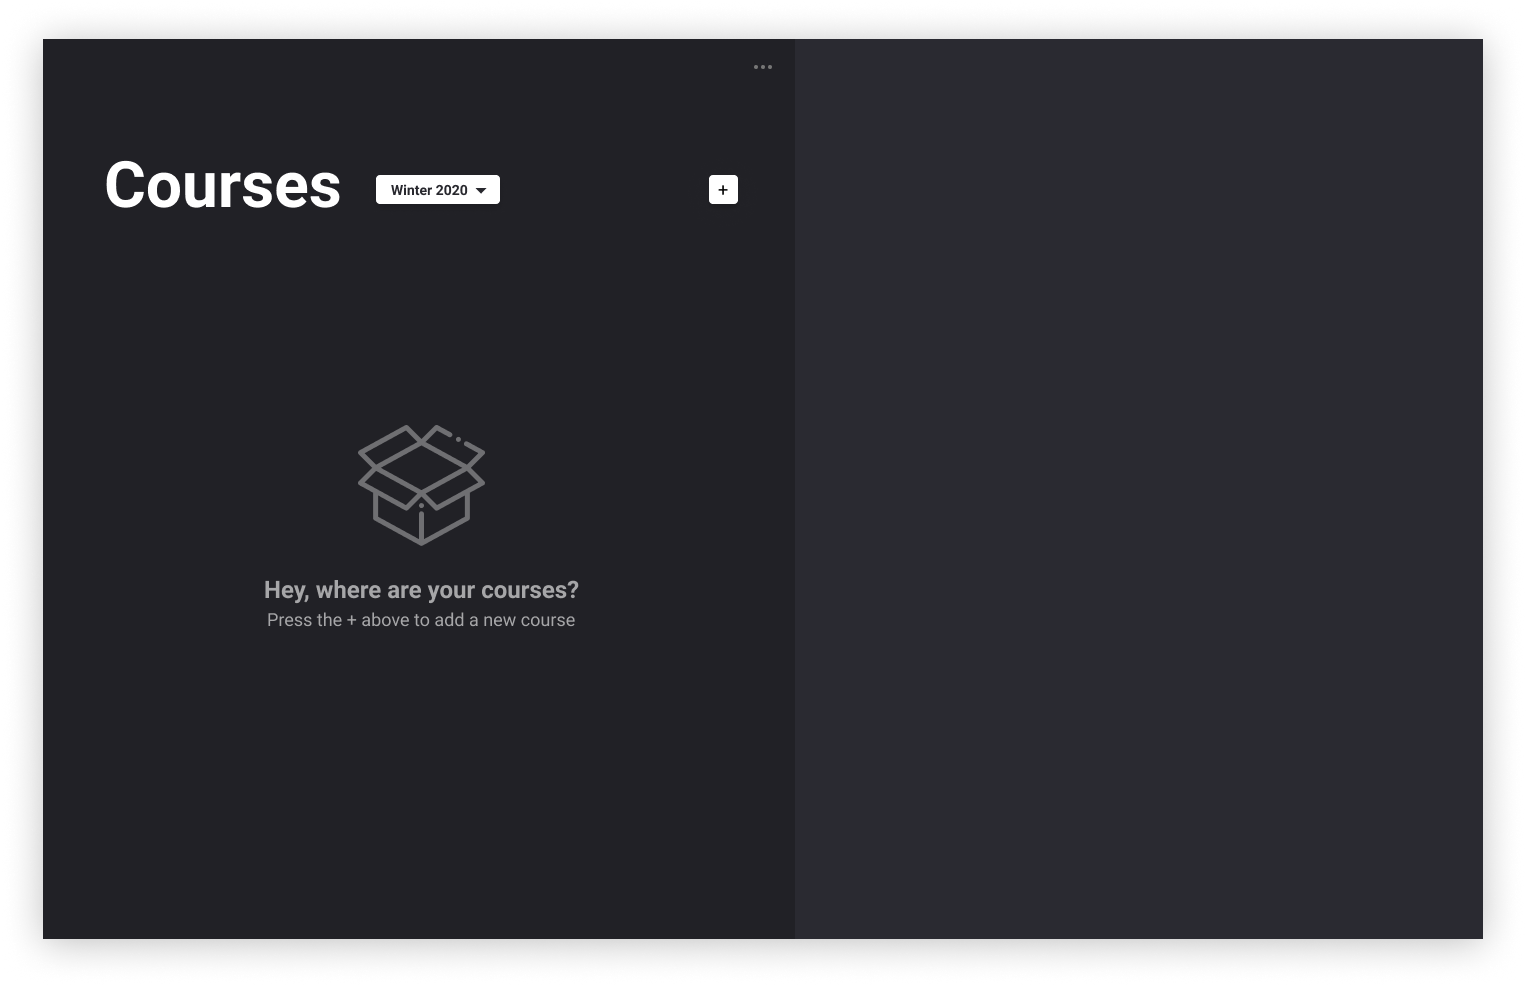 Courses
Winter 2020
+
Hey, where are your courses?
Press the + above to add a new course